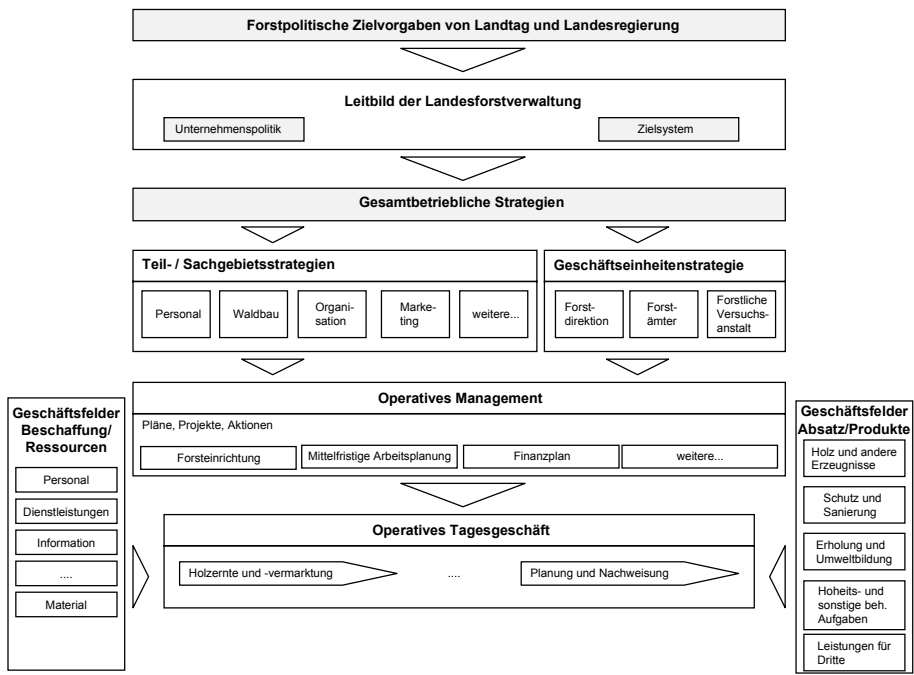 Forstpolitische Zielvorgaben von Landtag und Landesregierung
Leitbild der Landesforstverwaltung
Unternehmenspolitik
Zielsystem
Gesamtbetriebliche Strategien
Teil- / Sachgebietsstrategien
Personal
Waldbau
Organi-
sation
Marke-
ting
weitere...
Geschäftseinheitenstrategie
Forst-
direktion
Forst-
ämter
Forstliche
Versuchs-
anstalt
Operatives Management
Pläne, Projekte, Aktionen
Forsteinrichtung
Mittelfristige Arbeitsplanung
Finanzplan
weitere...
Geschäftsfelder
Beschaffung/
Ressourcen
Personal
Dienstleistungen
Information
....
Material
Operatives Tagesgeschäft
Holzernte und -vermarktung
....
Planung und Nachweisung
Geschäftsfelder
Absatz/Produkte
Holz und andere
Erzeugnisse
Schutz und
Sanierung
Erholung und
Umweltbildung
Hoheits- und
sonstige beh.
Aufgaben
Leistungen für
Dritte